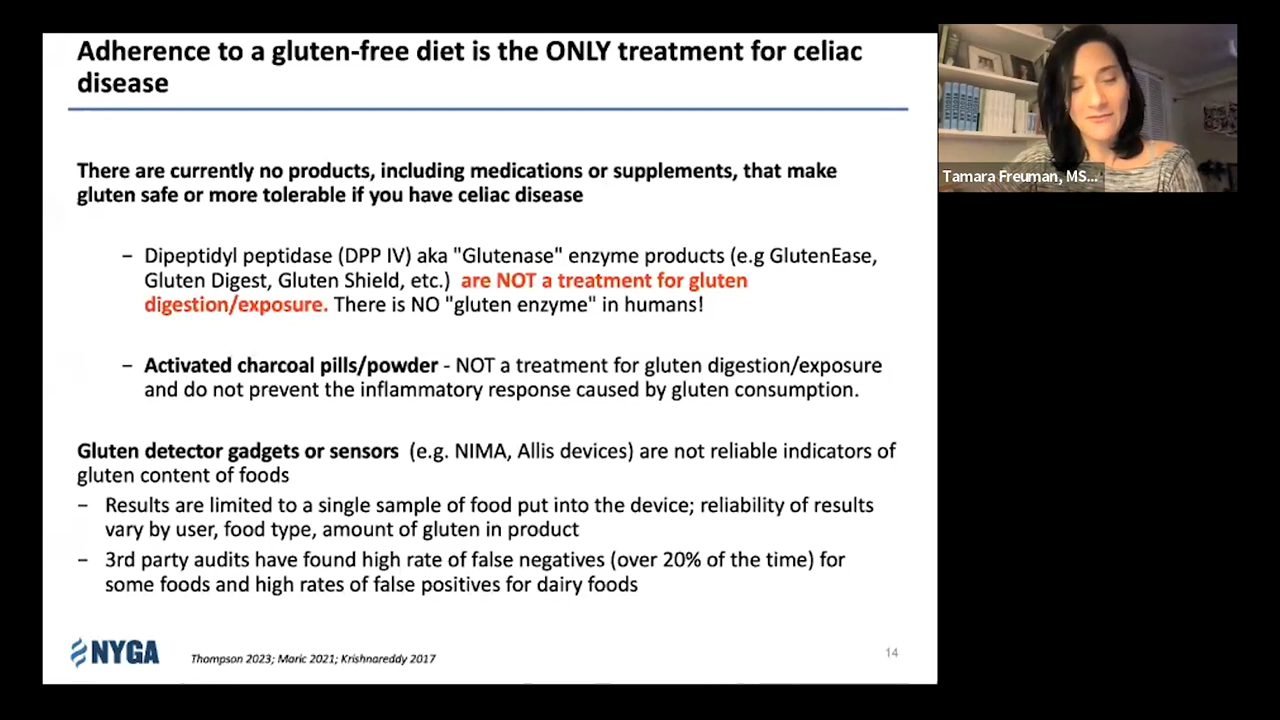 Adherence to a gluten-free diet is the ONLY treatment for celiac
disease
There are currently no products, including medications or supplements, that make
gluten safe or more tolerable if you have celiac disease
– Dipeptidyl peptidase (DPP IV) aka "Glutenase" enzyme products (e.g GlutenEase,
Gluten Digest, Gluten Shield, etc.) are NOT a treatment for gluten
digestion/exposure. There is NO "gluten enzyme" in humans!
– Activated charcoal pills/powder - NOT a treatment for gluten digestion/exposure
and do not prevent the inflammatory response caused by gluten consumption.
Gluten detector gadgets or sensors (e.g. NIMA, Allis devices) are not reliable indicators of
gluten content of foods
– Results are limited to a single sample of food put into the device; reliability of results
vary by user, food type, amount of gluten in product
– 3rd party audits have found high rate of false negatives (over 20% of the time) for
some foods and high rates of false positives for dairy foods
NYGA
Thompson 2023; Maric 2021; Krishnareddy 2017
14
Tamara Freuman, MS...